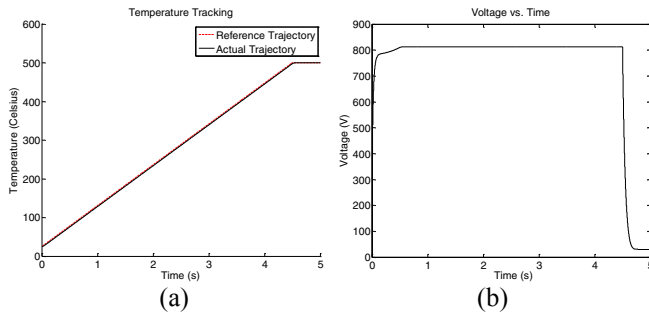 Temperature Tracking
600
500
400
300
200
100
0
Temperature (Celsius)
Reference Trajectory
Actual Trajectory
0 1 2 3 4 5
Time (s)
(a)
Voltage vs. Time
900
800
700
600
500
400
300
200
100
0
Voltage (V)
0 1 2 3 4 5
Time (s)
(b)